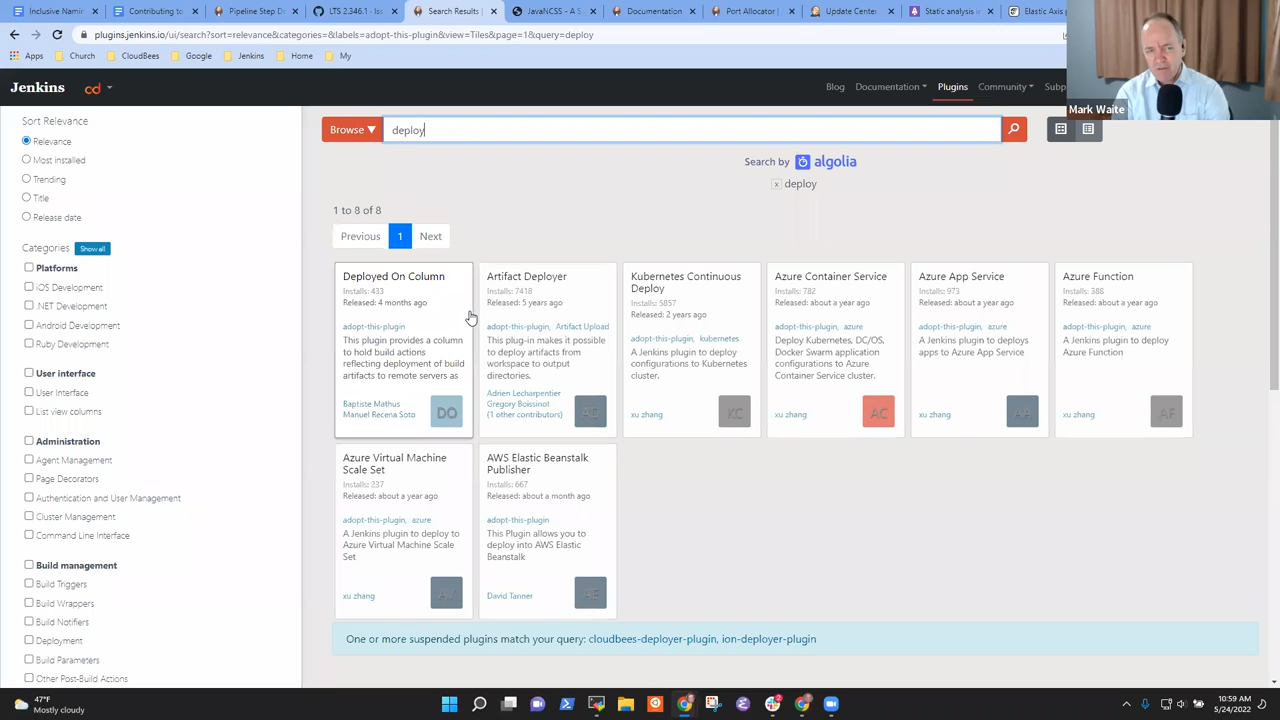 Inclusive Namin
Contributing to
Pipeline Step D
LTS 2.346.1 - Is
Search Results
JavaNCSS - A S
Documentation
Port Allocator |
Update Center
Static analysis i
Elastic Axis p
plugins.jenkins.io/ui/search?sort=relevance&categories=&labels=adopt-this-plugin&view=Tiles&page=1&query=deploy
Apps
Church
CloudBees
Google
Jenkins
Home
My
Jenkins
cd
Blog
Documentation
Plugins
Community
Supp
Mark Waite
Sort Relevance
Relevance
Most installed
Trending
Title
Release date
Categories
Show all
Platforms
iOS Development
.NET Development
Android Development
Ruby Development
User interface
User Interface
List view columns
Administration
Agent Management
Page Decorators
Authentication and User Management
Cluster Management
Command Line Interface
Build management
Build Triggers
Build Wrappers
Build Notifiers
Deployment
Build Parameters
Other Post-Build Actions
Browse ▼
deploy
Search by algolia
x deploy
1 to 8 of 8
Previous
1
Next
Deployed On Column
Installs: 433
Released: 4 months ago
adopt-this-plugin
This plugin provides a column
to hold build actions
reflecting deployment of build
artifacts to remote servers as
Baptiste Mathus
Manuel Recena Soto
DO
Artifact Deployer
Installs: 7418
Released: 5 years ago
adopt-this-plugin, Artifact Upload
This plug-in makes it possible
to deploy artifacts from
workspace to output
directories.
Adrien Lecharpentier
Gregory Boissinot
(1 other contributors)
AD
Kubernetes Continuous
Deploy
Installs: 5857
Released: 2 years ago
adopt-this-plugin, kubernetes
A Jenkins plugin to deploy
configurations to Kubernetes
cluster.
xu zhang
KC
Azure Container Service
Installs: 782
Released: about a year ago
adopt-this-plugin, azure
Deploy Kubernetes, DC/OS,
Docker Swarm application
configurations to Azure
Container Service cluster.
xu zhang
AC
Azure App Service
Installs: 973
Released: about a year ago
adopt-this-plugin, azure
A Jenkins plugin to deploys
apps to Azure App Service
xu zhang
AA
Azure Function
Installs: 388
Released: about a year ago
adopt-this-plugin, azure
A Jenkins plugin to deploy
Azure Function
xu zhang
AF
Azure Virtual Machine
Scale Set
Installs: 237
Released: about a year ago
adopt-this-plugin, azure
A Jenkins plugin to deploy to
Azure Virtual Machine Scale
Set
xu zhang
AV
AWS Elastic Beanstalk
Publisher
Installs: 667
Released: about a month ago
adopt-this-plugin
This Plugin allows you to
deploy into AWS Elastic
Beanstalk
David Tanner
AE
One or more suspended plugins match your query: cloudbees-deployer-plugin, ion-deployer-plugin
47°F
Mostly cloudy
10:59 AM
5/24/2022